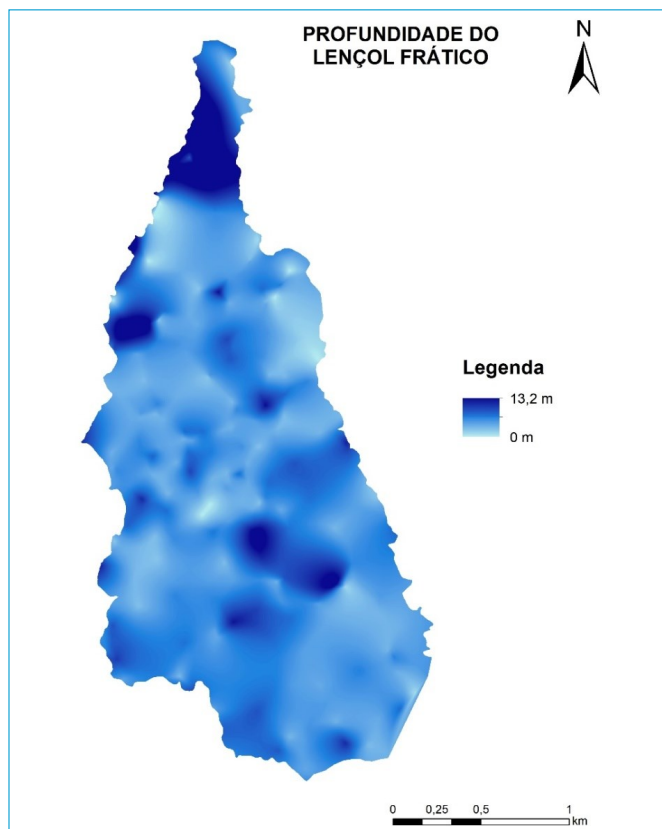 PROFUNDIDADE DO
LENÇOL FRÁTICO
N
Legenda
13,2 m
0 m
0 0,25 0,5 1
km